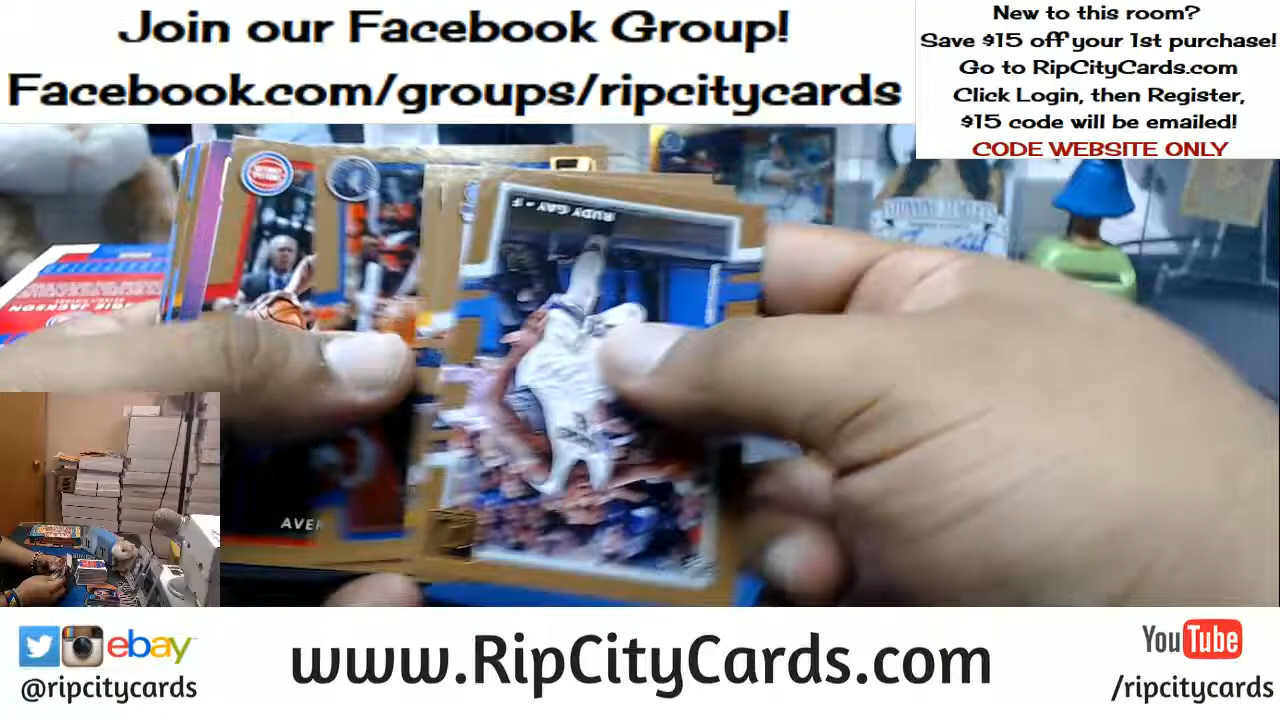 Join our Facebook Group!
Facebook.com/groups/ripcitycards
New to this room?
Save $15 off your 1st purchase!
Go to RipCityCards.com
Click Login, then Register,
$15 code will be emailed!
CODE WEBSITE ONLY
RUDY GAY - F
JACKSON
AVER
ebay
@ripcitycards
www.RipCityCards.com
YouTube
/ripcitycards